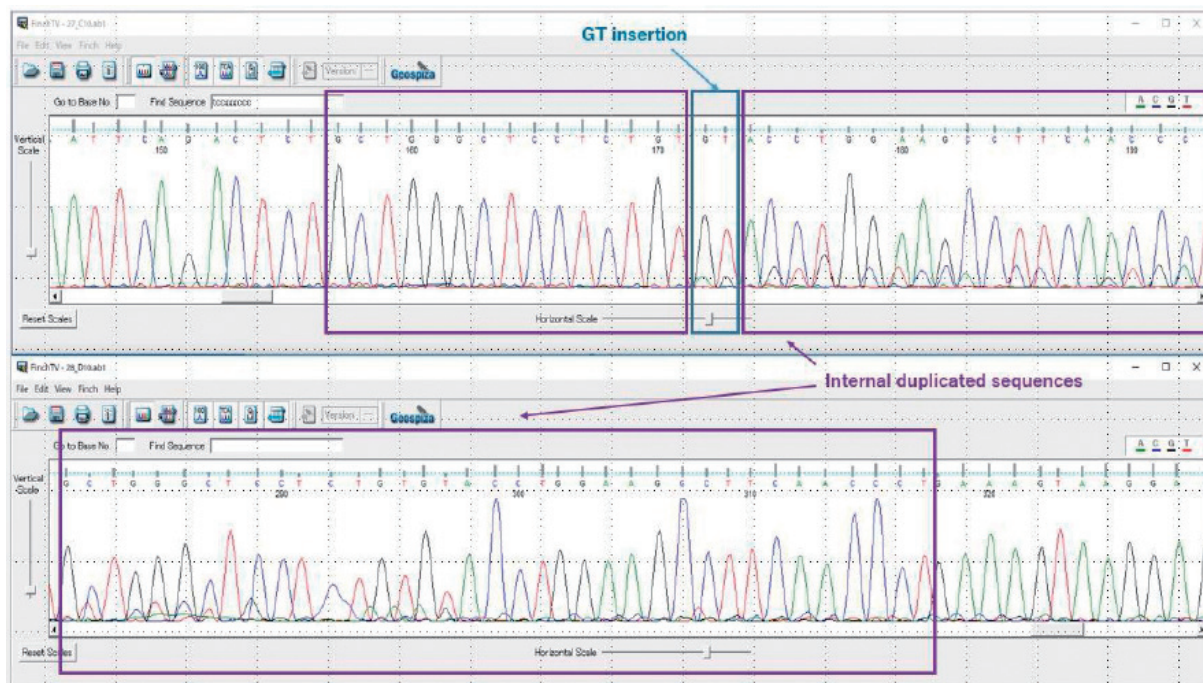 FinchTV - 27_C10.ab1
GT insertion
File Edit View Finch Help
Version
Geospiza
Go to Base No. Find Sequence
A C G T
Vertical Scale
A T T C A G A C T C T G C T G G G C T C C T C T G T G T A C C T G G A A G C C T T C A A C C C
150 160 170 180 190
Reset Scales Horizontal Scale
FinchTV - 28_D10.ab1
Internal duplicated sequences
File Edit View Finch Help
Version
Geospiza
Go to Base No. Find Sequence
A C G T
Vertical Scale
G C T G G G C T C C T C T G T G T A C C T G G A A G C C T T C A A C C C T G A A A G T A A G G A
290 300 310 320
Reset Scales Horizontal Scale